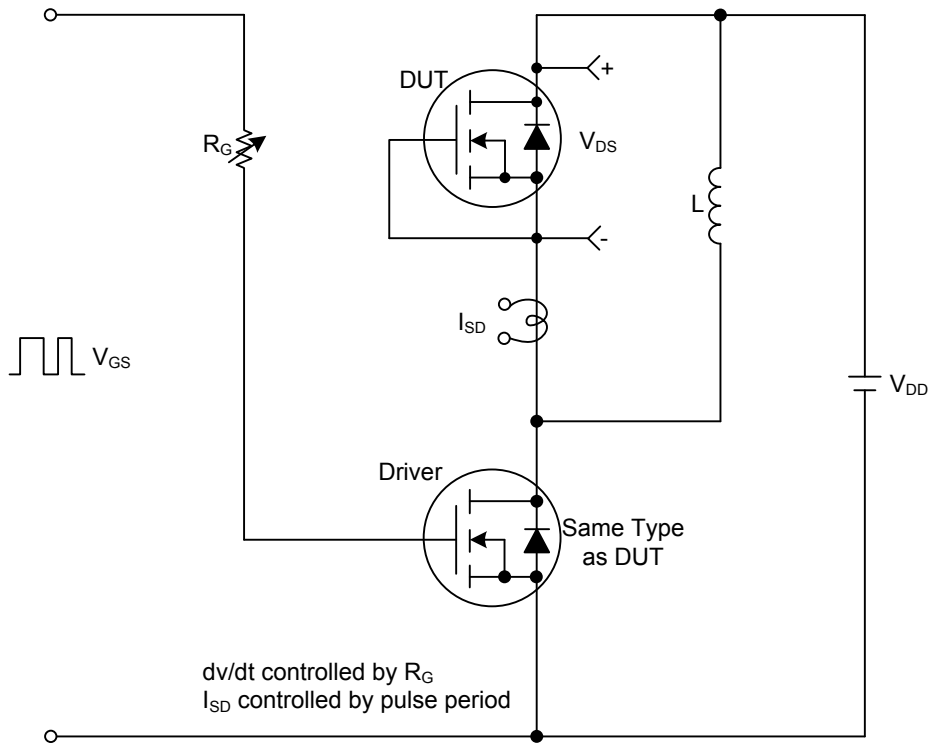 DUT
+
R_G
V_DS
L
-
I_SD
V_GS
V_DD
Driver
Same Type
as DUT
dv/dt controlled by R_G
I_SD controlled by pulse period